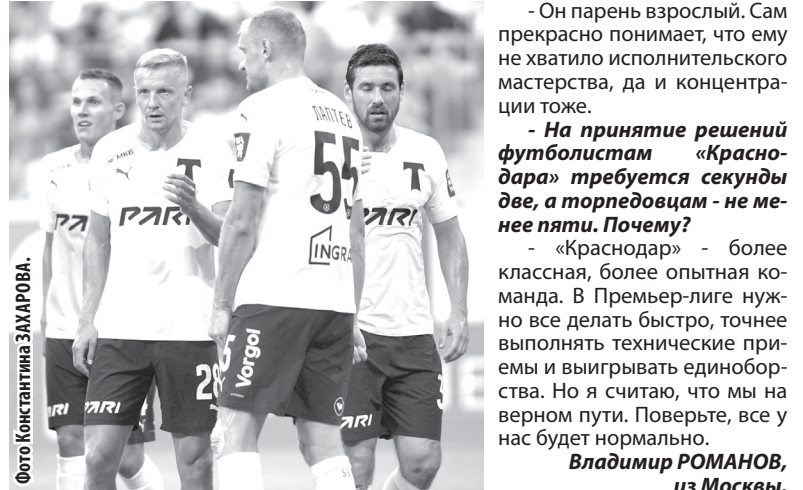 Фото Константина ЗАХАРОВА.
МКБ
Т
PARI
28
ЛАПТЕВ
55
INGRA
Vorgol
Т
PARI
- Он парень взрослый. Сам
прекрасно понимает, что ему
не хватило исполнительского
мастерства, да и концентра-
ции тоже.
- На принятие решений
футболистам «Красно-
дара» требуется секунды
две, а торпедовцам - не ме-
нее пяти. Почему?
- «Краснодар» - более
классная, более опытная ко-
манда. В Премьер-лиге нуж-
но все делать быстро, точнее
выполнять технические при-
емы и выигрывать единобор-
ства. Но я считаю, что мы на
верном пути. Поверьте, все у
нас будет нормально.
Владимир РОМАНОВ,
из Москвы.